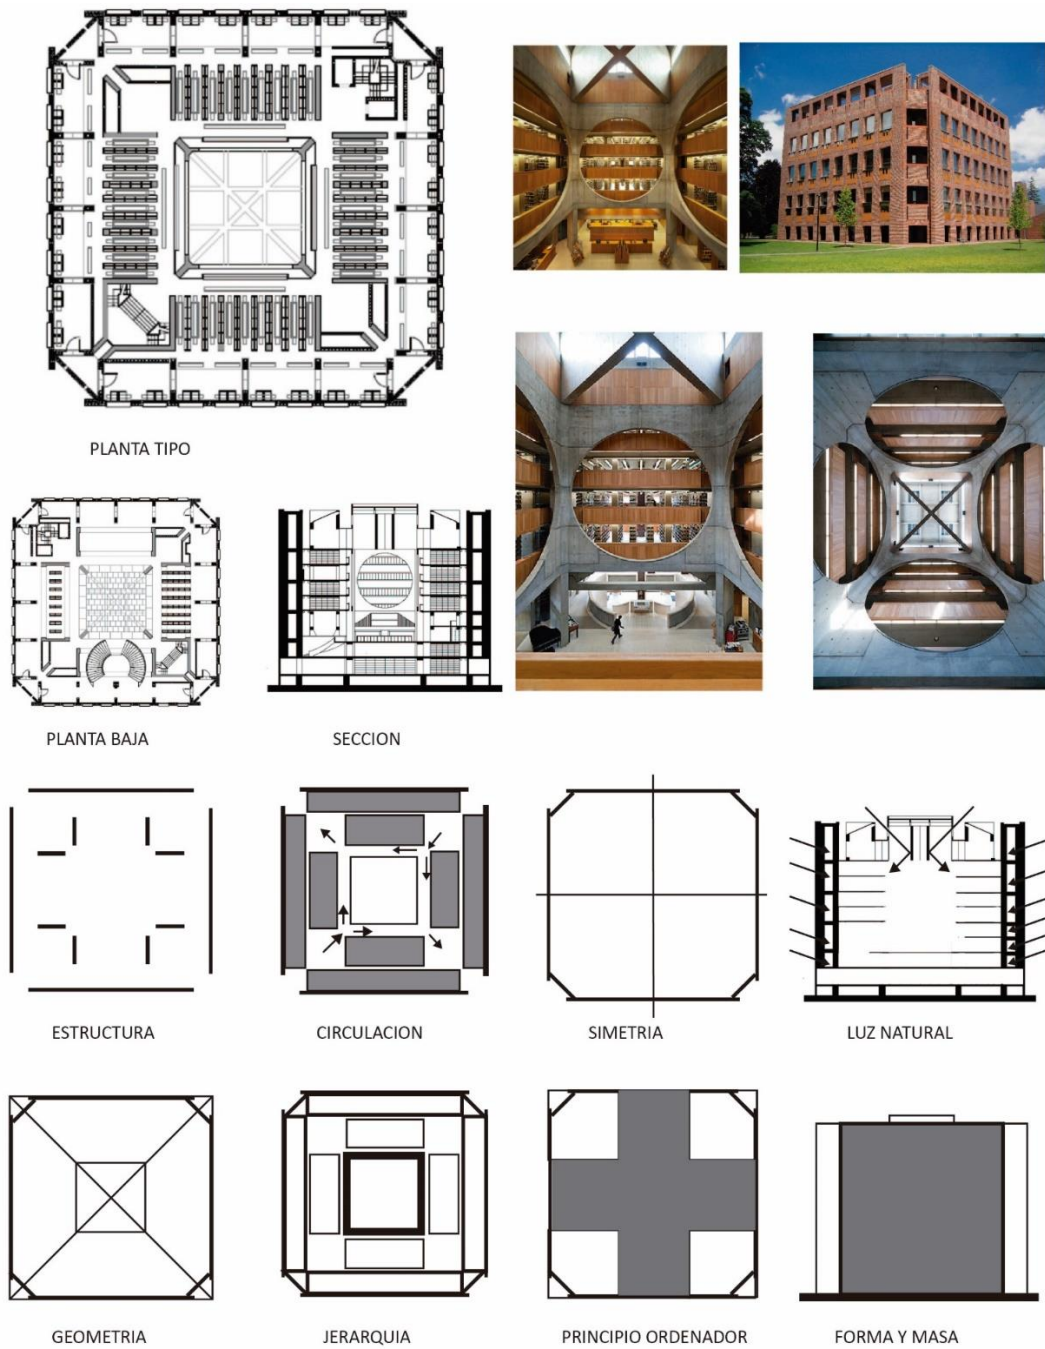 PLANTA TIPO
PLANTA BAJA
SECCION
ESTRUCTURA
CIRCULACION
SIMETRIA
LUZ NATURAL
GEOMETRIA
JERARQUIA
PRINCIPIO ORDENADOR
FORMA Y MASA